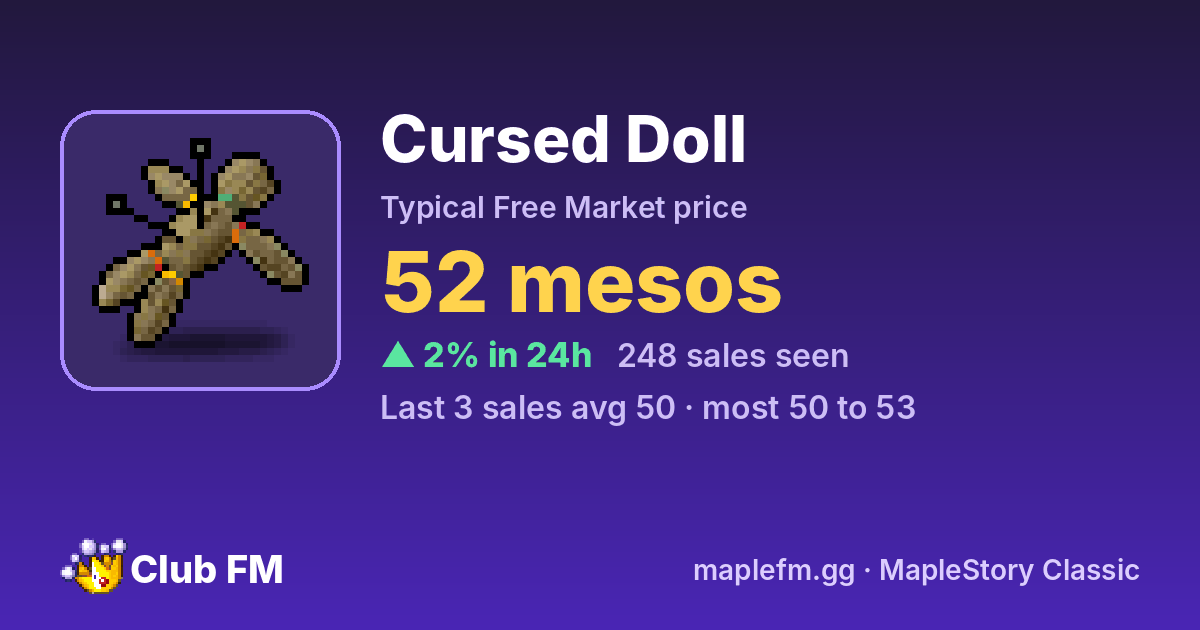 Cursed Doll
Typical Free Market price
52 mesos
▲ 2% in 24h 248 sales seen
Last 3 sales avg 50 · most 50 to 53
Club FM
maplefm.gg · MapleStory Classic